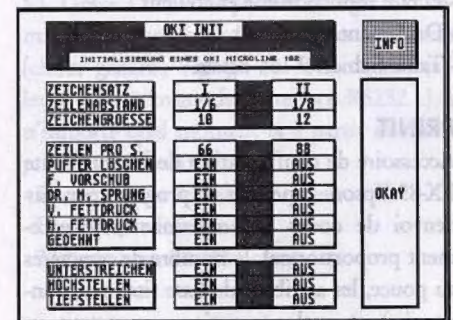 OKI INIT
INITIALISIERUNG EINES OKI MICROLINE 182
INFO
ZEICHENSATZ I II
ZEILENABSTAND 1/6 1/8
ZEICHENGROESSE 10 12
ZEILEN PRO S. 66 88
PUFFER LÖSCHEN EIN AUS
VORSCHUB EIN AUS
DR. M. SPRUNG EIN AUS
V. FETTDRUCK EIN AUS
H. FETTDRUCK EIN AUS
GEDEHNT EIN AUS
OKAY
UNTERSTREICHEN EIN AUS
HOCHSTELLEN EIN AUS
TIEFSTELLEN EIN AUS